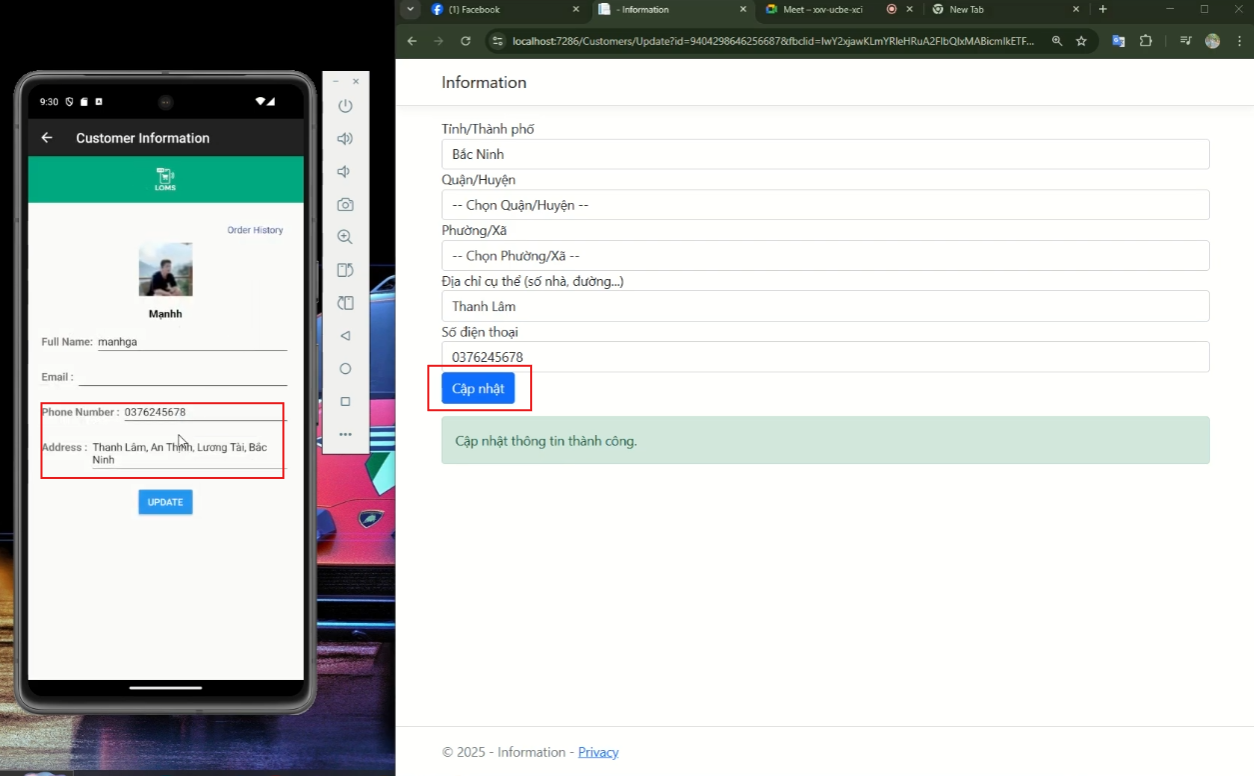 (1) Facebook
- Information
Meet – xxv-ucbe-xci
New Tab
localhost:7286/Customers/Update?id=9404298646256687&fbclid=IwY2xjawKLmYRleHRuA2FlbQIxMABicmlkETF...
9:30
Customer Information
LOMS
Order History
Mạnhh
Full Name: manhga
Email :
Phone Number : 0376245678
Address : Thanh Lâm, An Thịnh, Lương Tài, Bắc
Ninh
UPDATE
Information
Tỉnh/Thành phố
Bắc Ninh
Quận/Huyện
-- Chọn Quận/Huyện --
Phường/Xã
-- Chọn Phường/Xã --
Địa chỉ cụ thể (số nhà, đường...)
Thanh Lâm
Số điện thoại
0376245678
Cập nhật
Cập nhật thông tin thành công.
© 2025 - Information - Privacy